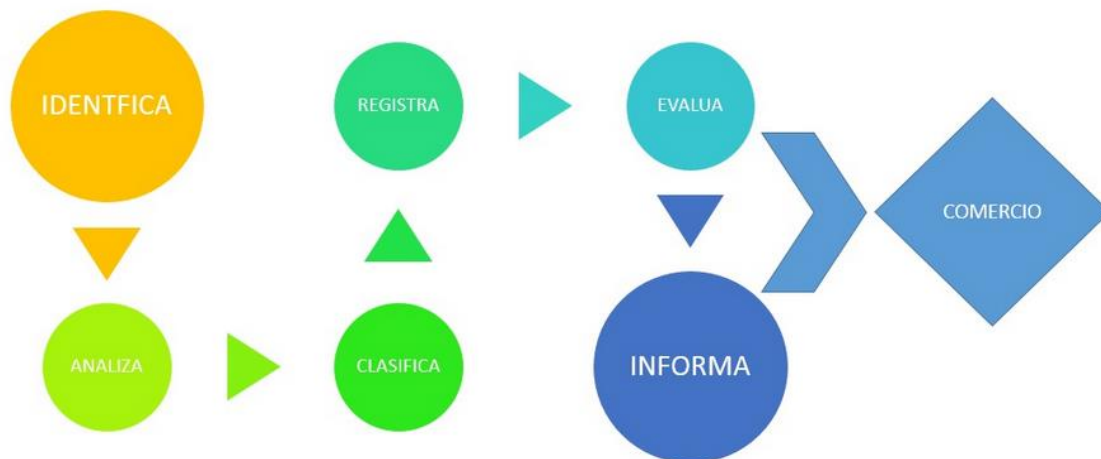 IDENTFICA
ANALIZA
CLASIFICA
REGISTRA
EVALUA
INFORMA
COMERCIO